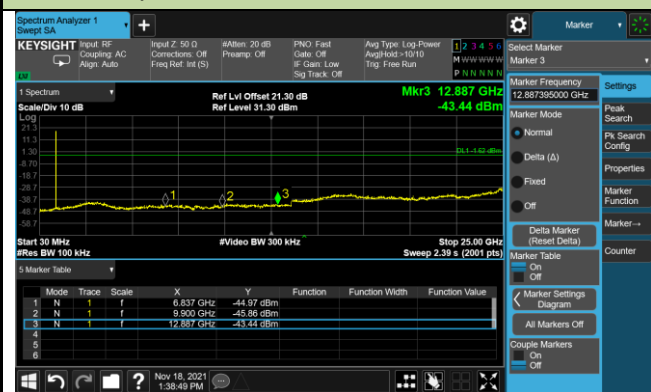 Spectrum Analyzer 1
Swept SA
Marker
KEYSIGHT
Input: RF
Coupling: AC
Align: Auto
Input Z: 50 Ω
Corrections: Off
Freq Ref: Int (S)
#Atten: 20 dB
Preamp: Off
PNO: Fast
Gate: Off
IF Gain: Low
Sig Track: Off
Avg Type: Log-Power
Avg|Hold:>10/10
Trig: Free Run
1 2 3 4 5 6
M W W W W W
P N N N N N
Select Marker
Marker 3
LXI
1 Spectrum
Scale/Div 10 dB
Ref Lvl Offset 21.30 dB
Ref Level 31.30 dBm
Mkr3 12.887 GHz
-43.44 dBm
Log
21.3
11.3
1.30
-8.70
-18.7
-28.7
-38.7
-48.7
-58.7
DL1 -1.62 dBm
1
2
3
Start 30 MHz
#Res BW 100 kHz
#Video BW 300 kHz
Stop 25.00 GHz
Sweep 2.39 s (2001 pts)
5 Marker Table
Mode Trace Scale X Y Function Function Width Function Value
1 N 1 f 6.837 GHz -44.97 dBm
2 N 1 f 9.900 GHz -45.86 dBm
3 N 1 f 12.887 GHz -43.44 dBm
4
5
6
Marker Frequency
12.887395000 GHz
Marker Mode
Normal
Delta (Δ)
Fixed
Off
Delta Marker
(Reset Delta)
Marker Table
On
Off
Marker Settings
Diagram
All Markers Off
Couple Markers
On
Off
Settings
Peak
Search
Pk Search
Config
Properties
Marker
Function
Marker→
Counter
?
Nov 18, 2021
1:38:49 PM